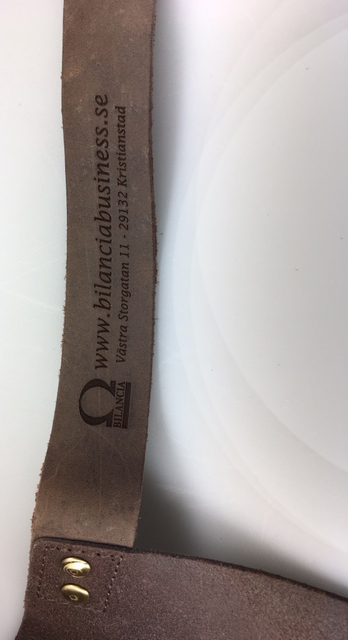 www.bilanciabusiness.se
Västra Storgatan 11 - 29132 Kristianstad
BILANCIA